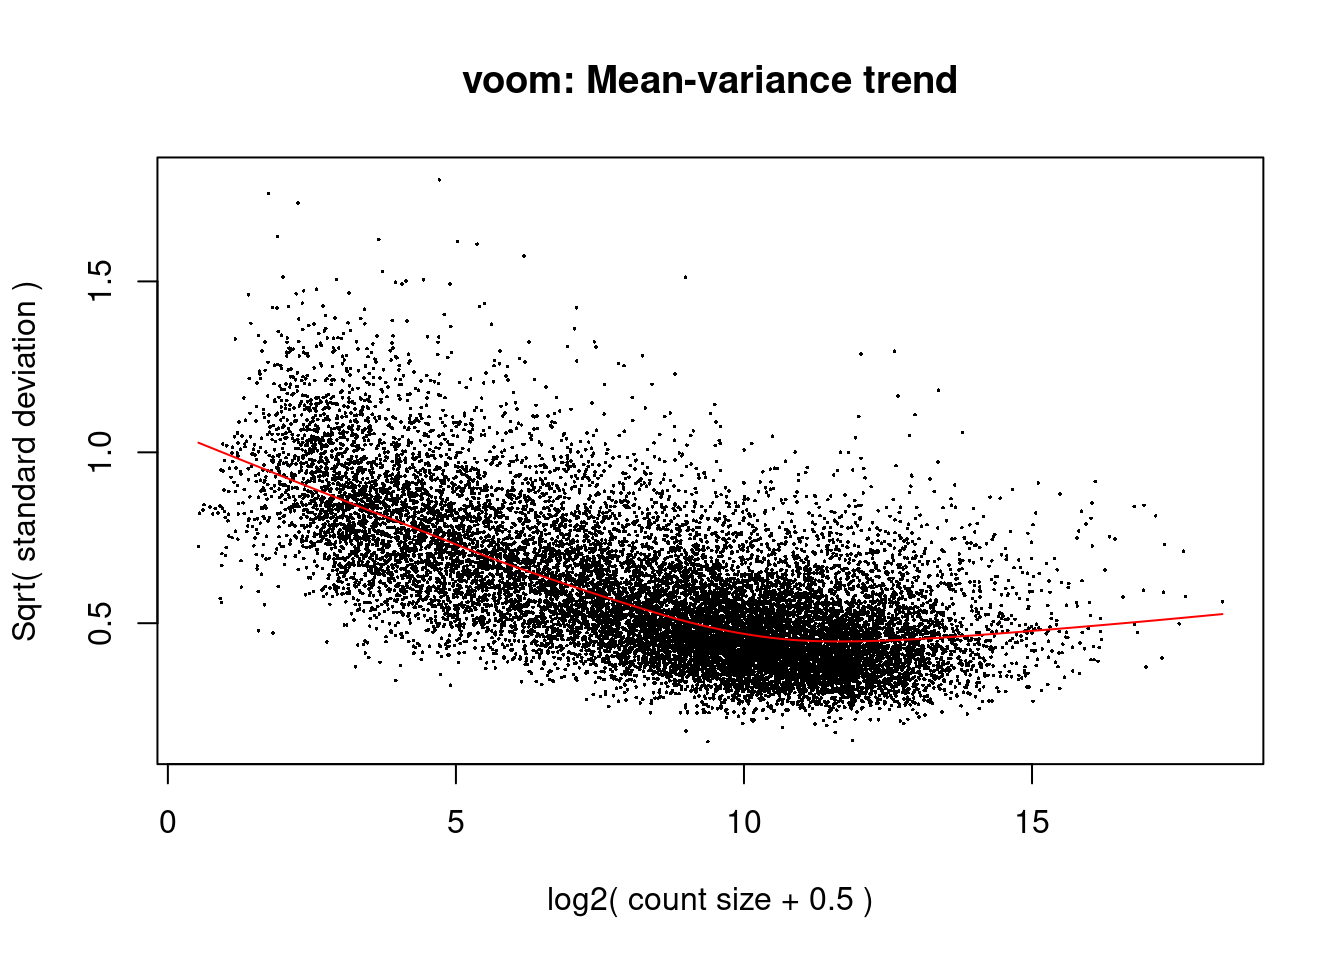 voom: Mean-variance trend
Sqrt( standard deviation )
1.5
1.0
0.5
0
5
10
15
log2( count size + 0.5 )